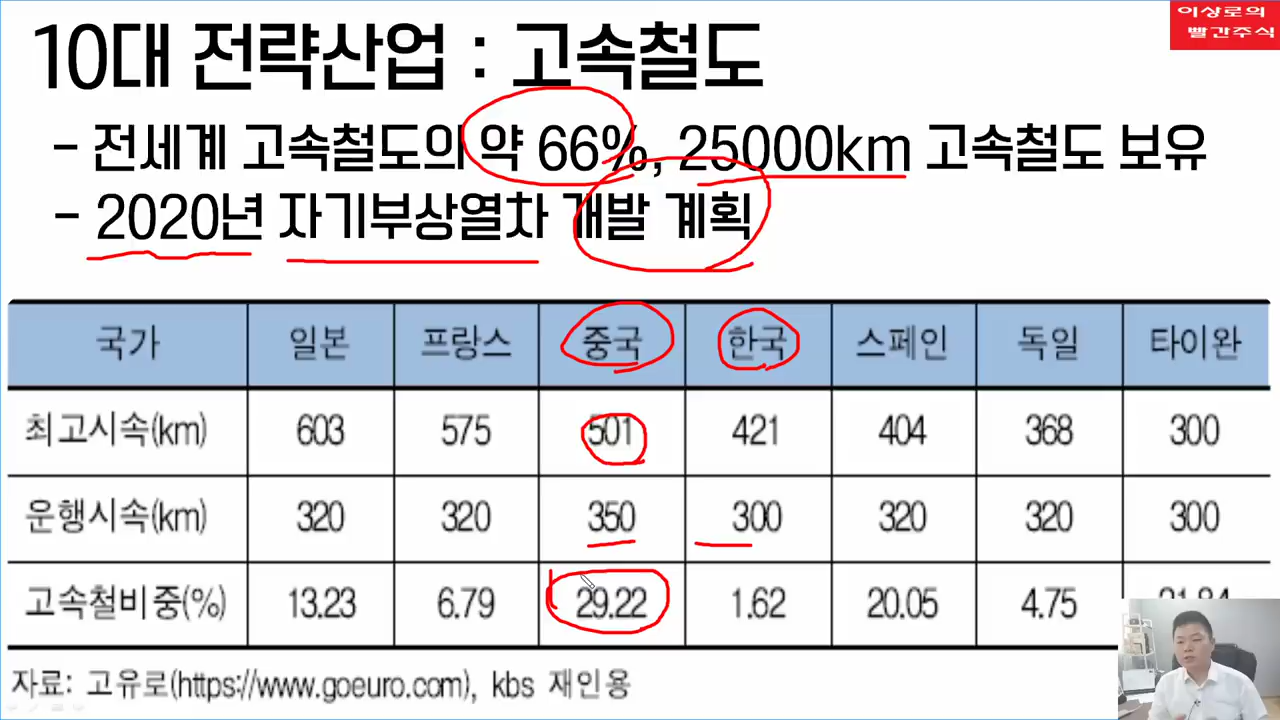 이상로의
빨간주식
10대 전략산업 : 고속철도
- 전세계 고속철도의 약 66%, 25000km 고속철도 보유
- 2020년 자기부상열차 개발 계획
국가 일본 프랑스 중국 한국 스페인 독일 타이완
최고시속(km) 603 575 501 421 404 368 300
운행시속(km) 320 320 350 300 320 320 300
고속철비중(%) 13.23 6.79 29.22 1.62 20.05 4.75
자료: 고유로(https://www.goeuro.com), kbs 재인용